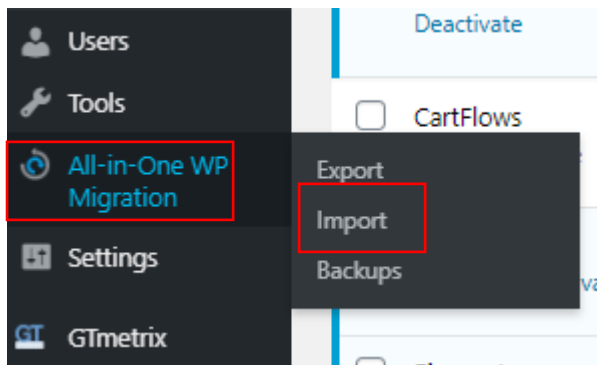 Users
Tools
All-in-One WP
Migration
Settings
GT
GTmetrix
Export
Import
Backups
Deactivate
CartFlows